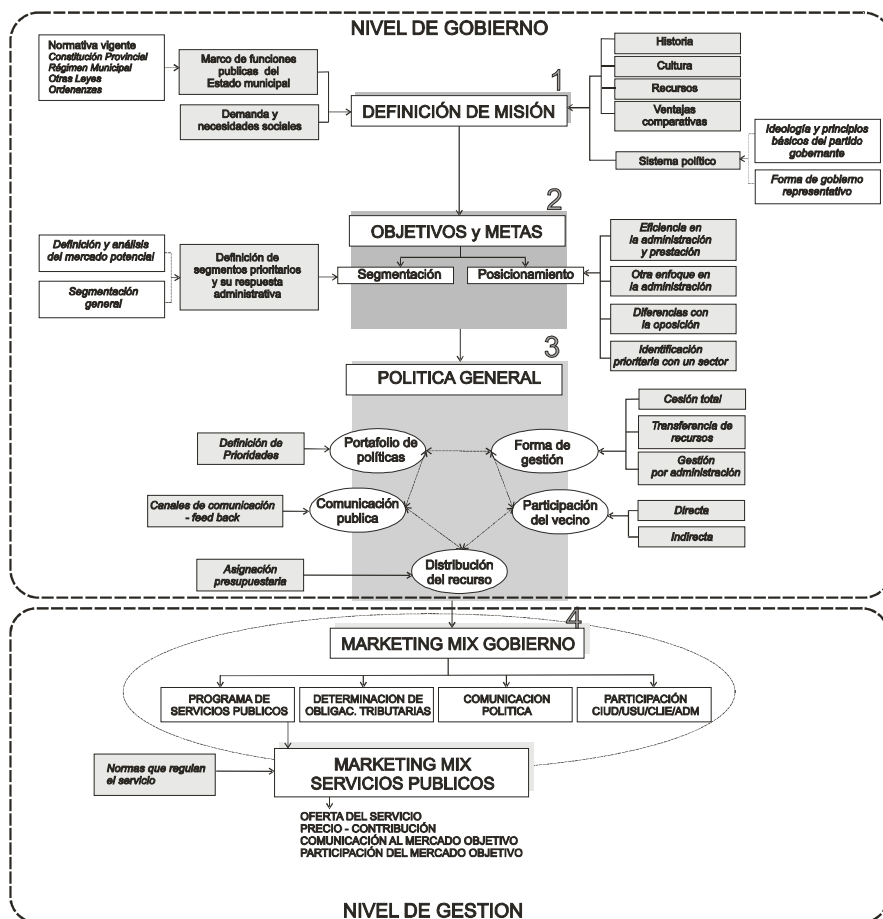 NIVEL DE GOBIERNO
Normativa vigente
Constitución Provincial
Régimen Municipal
Otras Leyes
Ordenanzas
Marco de funciones
publicas del
Estado municipal
Demanda y
necesidades sociales
1
DEFINICIÓN DE MISIÓN
Historia
Cultura
Recursos
Ventajas
comparativas
Sistema político
Ideología y principios
básicos del partido
gobernante
Forma de gobierno
representativo
2
OBJETIVOS y METAS
Segmentación
Posicionamiento
Definición y análisis
del mercado potencial
Segmentación
general
Definición de
segmentos prioritarios
y su respuesta
administrativa
Eficiencia en
la administración
y prestación
Otra enfoque en
la administración
Diferencias con
la oposición
Identificación
prioritaria con un sector
3
POLITICA GENERAL
Definición de
Prioridades
Portafolio de
políticas
Forma de
gestión
Cesión total
Transferencia de
recursos
Gestión
por administración
Canales de comunicación
- feed back
Comunicación
publica
Participación
del vecino
Directa
Indirecta
Asignación
presupuestaria
Distribución
del recurso
4
MARKETING MIX GOBIERNO
PROGRAMA DE
SERVICIOS PUBLICOS
DETERMINACION DE
OBLIGAC. TRIBUTARIAS
COMUNICACION
POLITICA
PARTICIPACIÓN
CIUD/USU/CLIE/ADM
Normas que regulan
el servicio
MARKETING MIX
SERVICIOS PUBLICOS
OFERTA DEL SERVICIO
PRECIO - CONTRIBUCIÓN
COMUNICACIÓN AL MERCADO OBJETIVO
PARTICIPACIÓN DEL MERCADO OBJETIVO
NIVEL DE GESTION